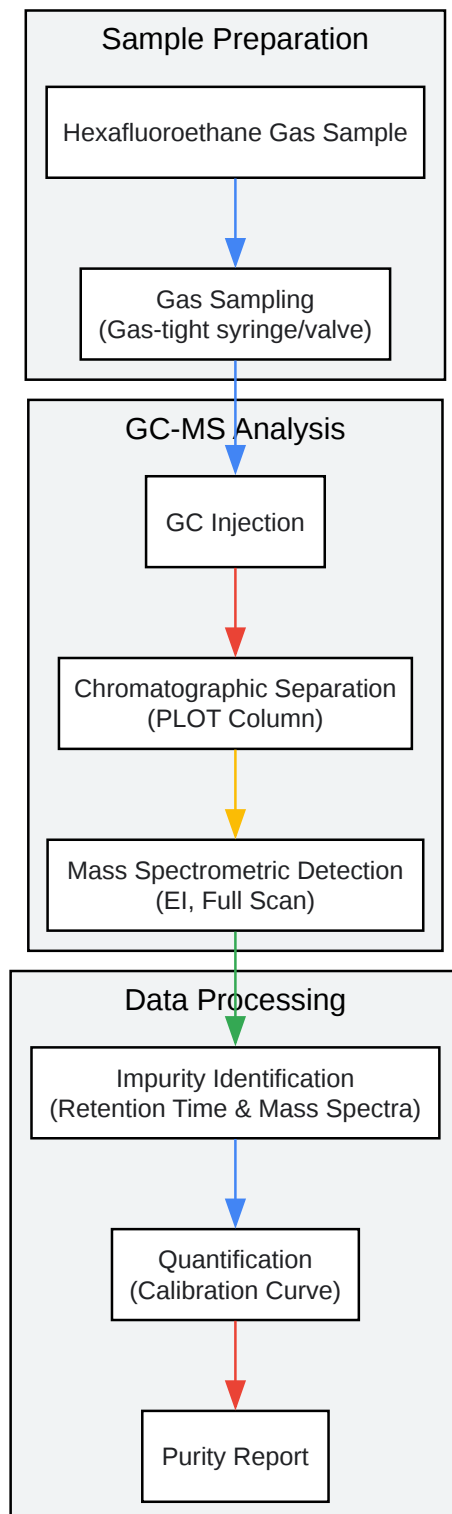 Sample Preparation
Hexafluoroethane Gas Sample
Gas Sampling
(Gas-tight syringe/valve)
GC-MS Analysis
GC Injection
Chromatographic Separation
(PLOT Column)
Mass Spectrometric Detection
(EI, Full Scan)
Data Processing
Impurity Identification
(Retention Time & Mass Spectra)
Quantification
(Calibration Curve)
Purity Report